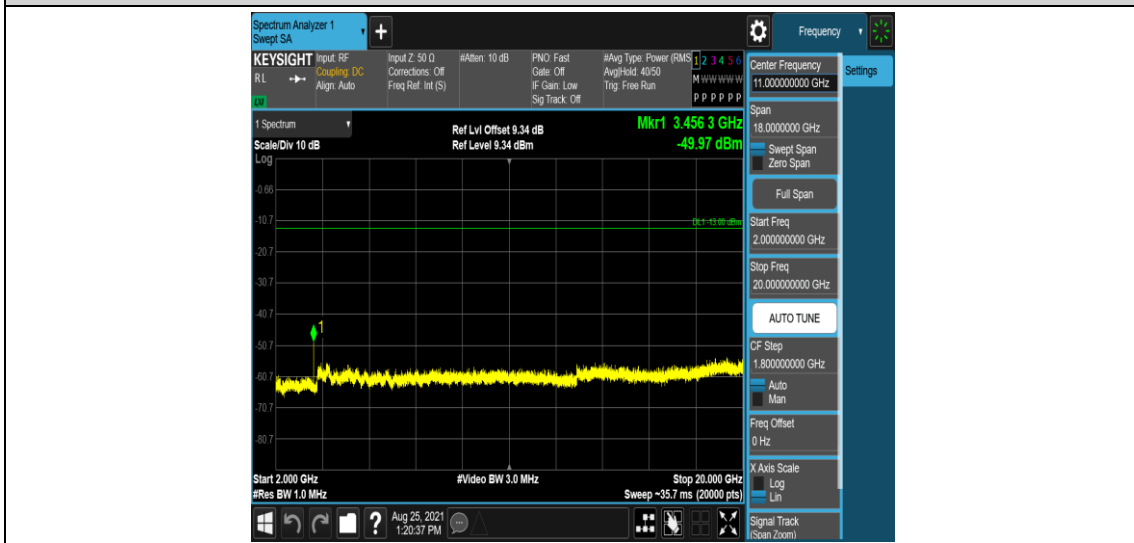 Spectrum Analyzer 1
Swept SA
+
Frequency
KEYSIGHT
RL
LXI
Input: RF
Coupling: DC
Align: Auto
Input Z: 50 Ω
Corrections: Off
Freq Ref: Int (S)
#Atten: 10 dB
PNO: Fast
Gate: Off
IF Gain: Low
Sig Track: Off
#Avg Type: Power (RMS
Avg|Hold: 40/50
Trig: Free Run
1 2 3 4 5 6
M W W W W W
P P P P P P
1 Spectrum
Scale/Div 10 dB
Log
Ref Lvl Offset 9.34 dB
Ref Level 9.34 dBm
Mkr1 3.456 3 GHz
-49.97 dBm
-0.66
-10.7
DL1 -13.00 dBm
-20.7
-30.7
-40.7
1
-50.7
-60.7
-70.7
-80.7
Start 2.000 GHz
#Res BW 1.0 MHz
#Video BW 3.0 MHz
Stop 20.000 GHz
Sweep ~35.7 ms (20000 pts)
Center Frequency
11.000000000 GHz
Settings
Span
18.0000000 GHz
Swept Span
Zero Span
Full Span
Start Freq
2.000000000 GHz
Stop Freq
20.000000000 GHz
AUTO TUNE
CF Step
1.800000000 GHz
Auto
Man
Freq Offset
0 Hz
X Axis Scale
Log
Lin
Signal Track
(Span Zoom)
?
Aug 25, 2021
1:20:37 PM